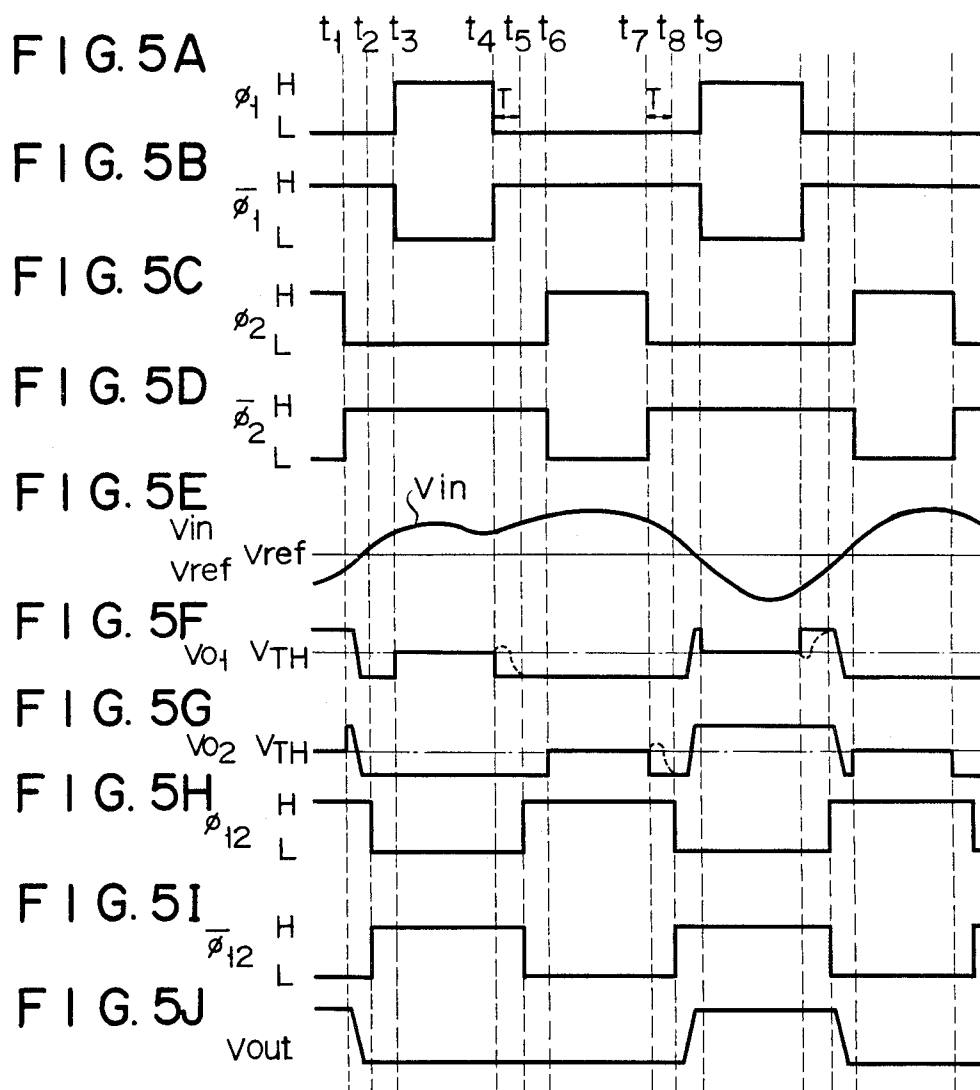 t1 t2 t3 t4 t5 t6 t7 t8 t9
FIG. 5A
ø1 H
L
T T
FIG. 5B
ø̅1 H
L
FIG. 5C
ø2 H
L
FIG. 5D
ø̅2 H
L
FIG. 5E
Vin
Vin
Vref Vref
FIG. 5F
Vo1 VTH
FIG. 5G
Vo2 VTH
FIG. 5H
ø12 H
L
FIG. 5I
ø̅12 H
L
FIG. 5J
Vout